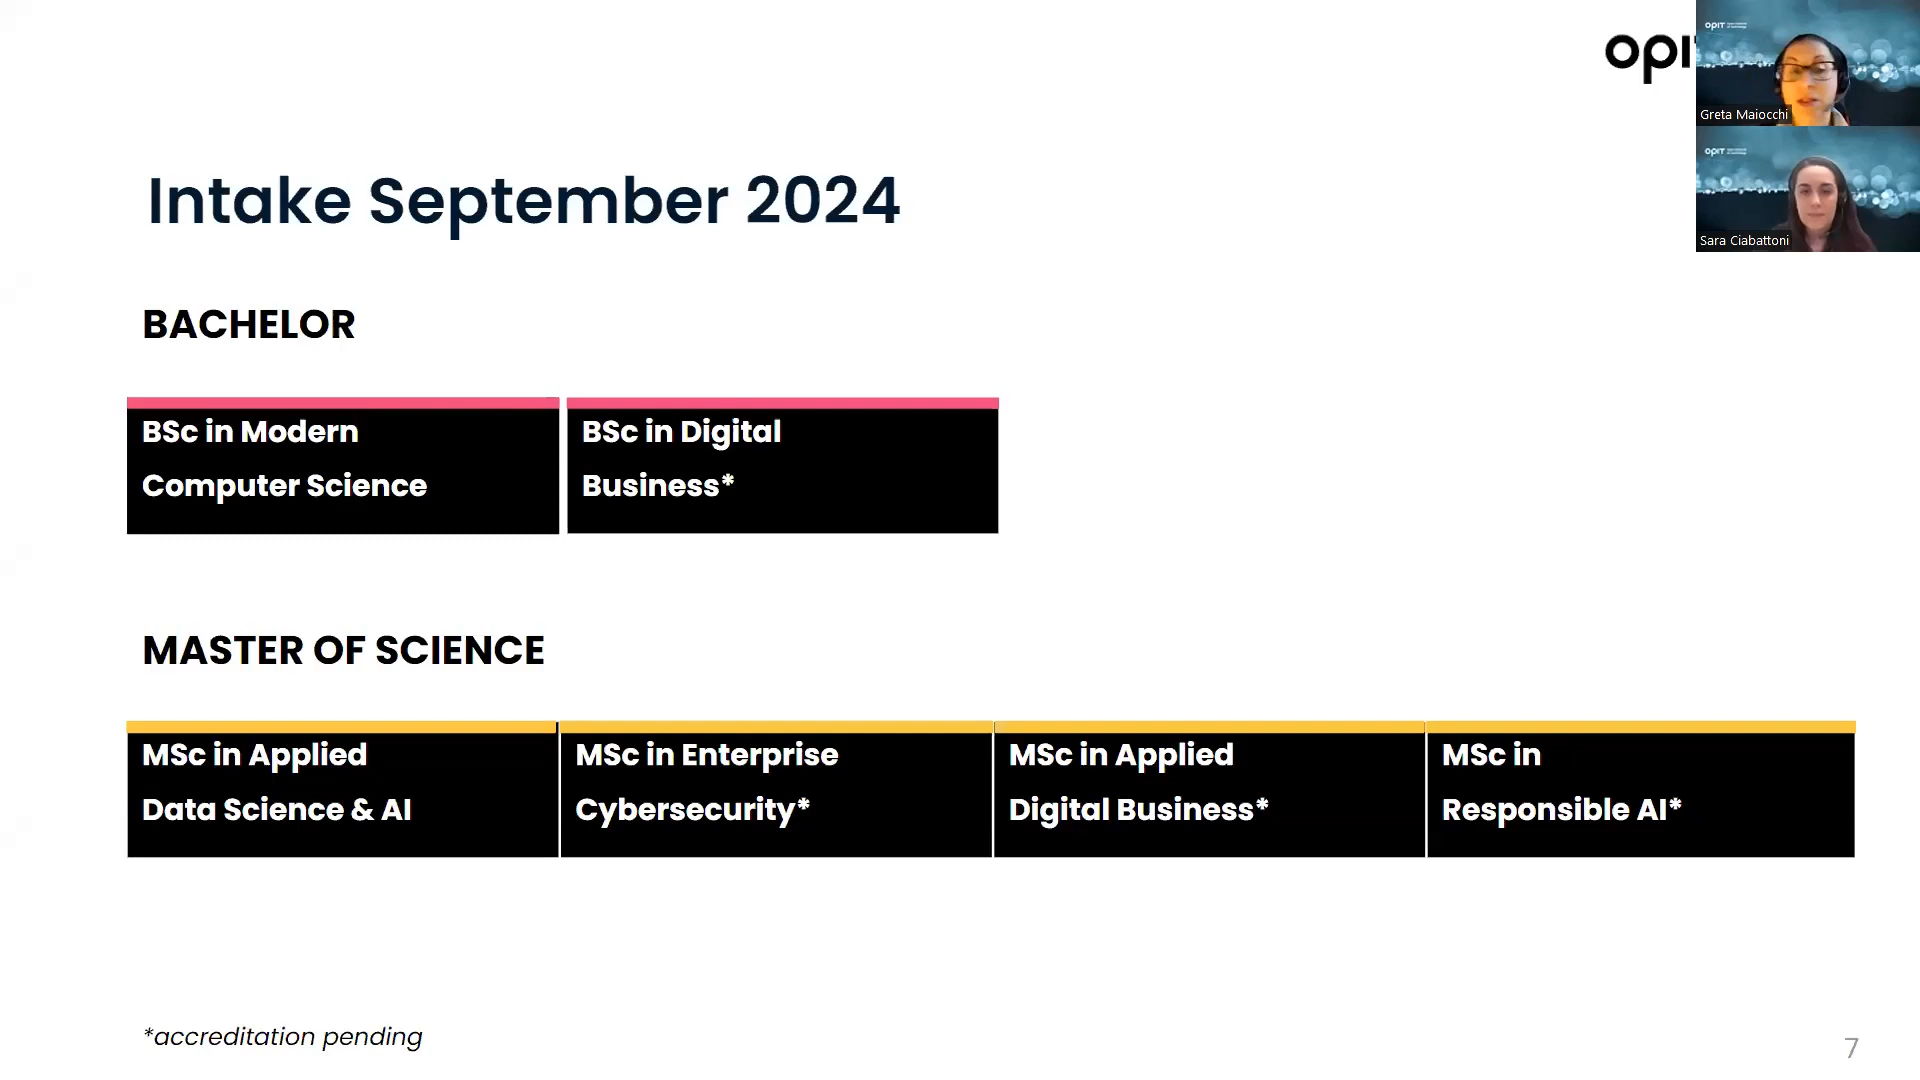 opi
OPIT
Greta Maiocchi
OPIT
Sara Ciabattoni
Intake September 2024
BACHELOR
BSc in Modern
Computer Science
BSc in Digital
Business*
MASTER OF SCIENCE
MSc in Applied
Data Science & AI
MSc in Enterprise
Cybersecurity*
MSc in Applied
Digital Business*
MSc in
Responsible AI*
*accreditation pending
7